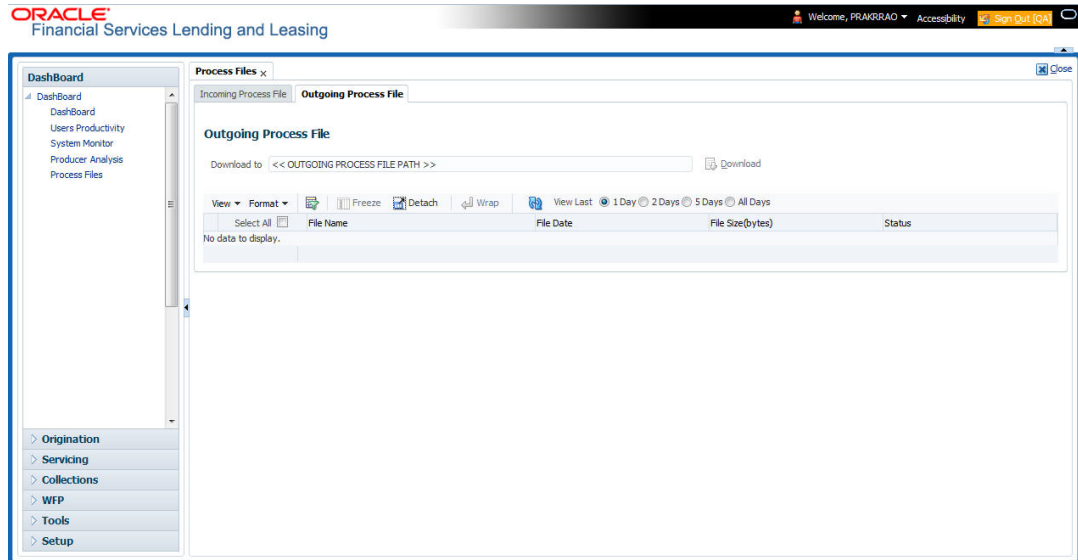 ORACLE
Financial Services Lending and Leasing
Welcome, PRAKRRAO Accessibility Sign Out [QA]
Close
DashBoard
DashBoard
DashBoard
Users Productivity
System Monitor
Producer Analysis
Process Files
Origination
Servicing
Collections
WFP
Tools
Setup
Process Files x
Incoming Process File Outgoing Process File
Outgoing Process File
Download to << OUTGOING PROCESS FILE PATH >> Download
View Format Freeze Detach Wrap View Last 1 Day 2 Days 5 Days All Days
Select All File Name File Date File Size(bytes) Status
No data to display.